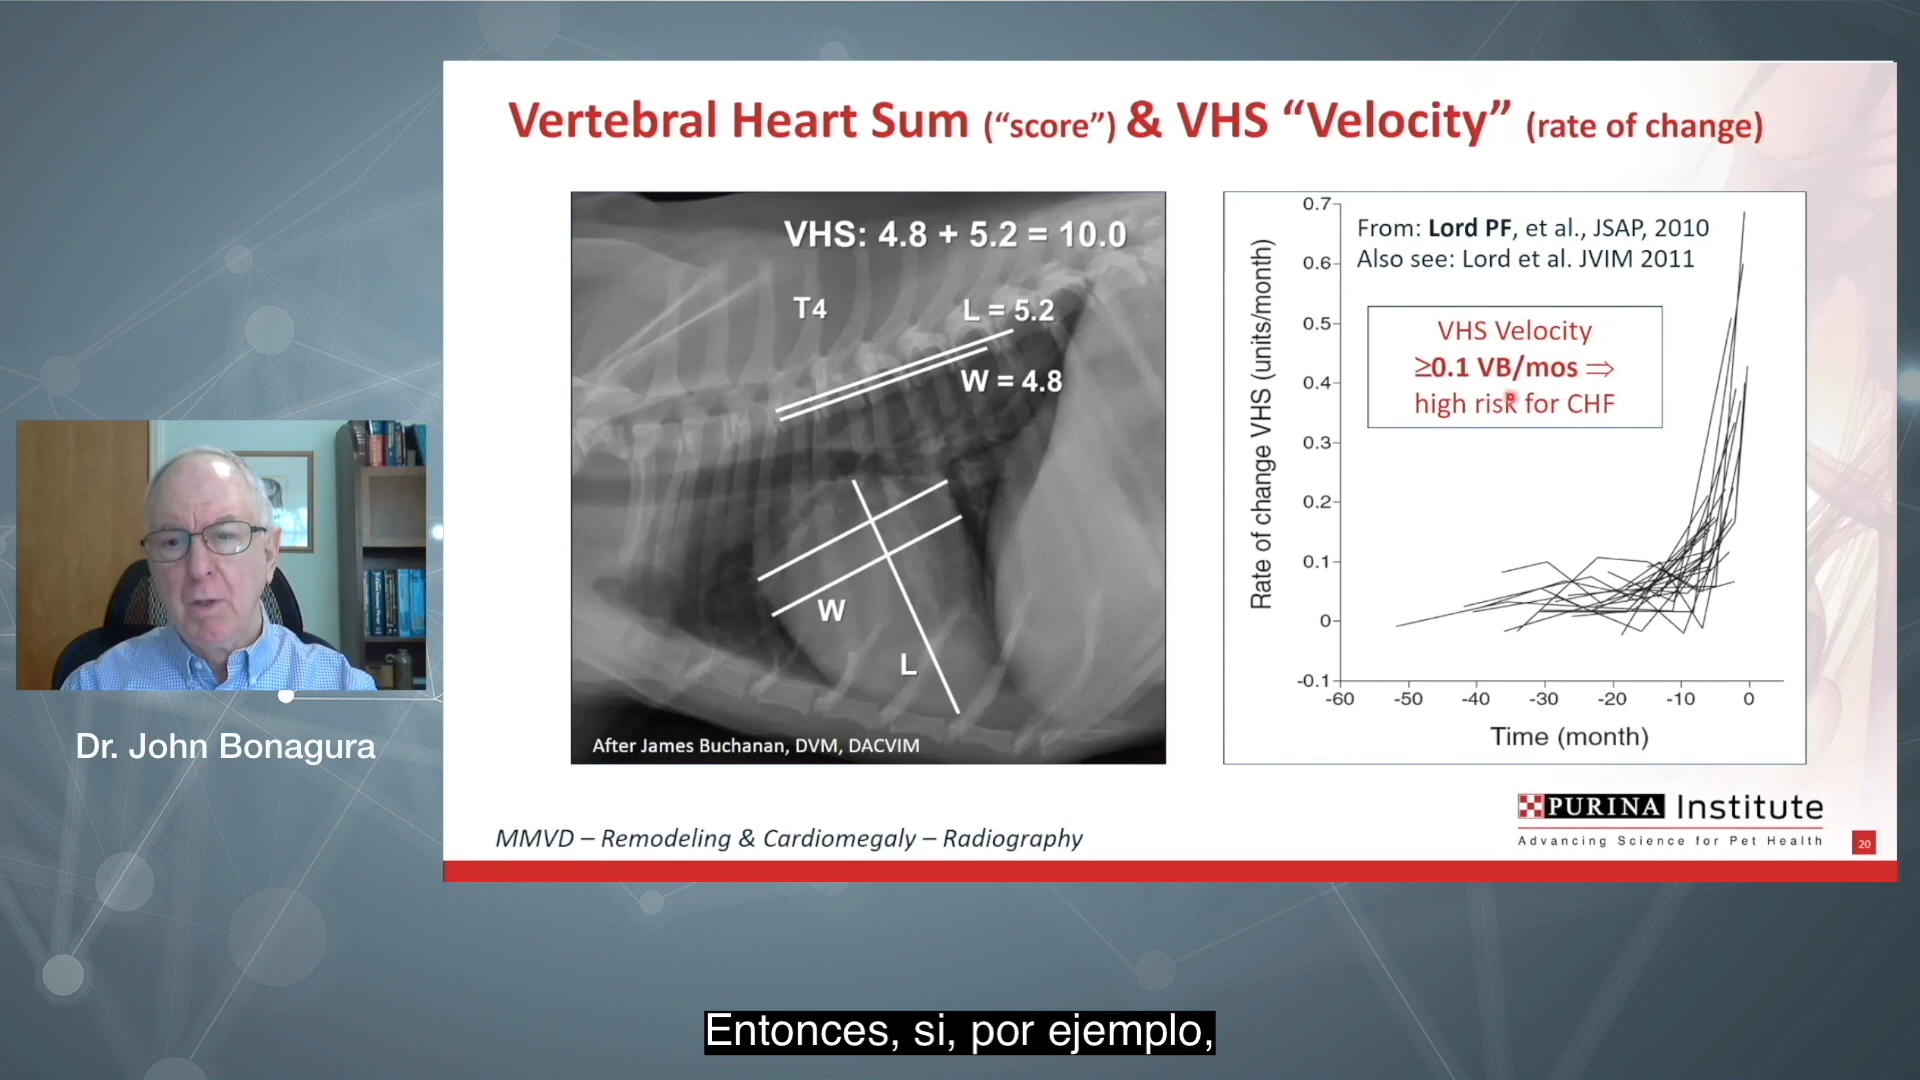 Vertebral Heart Sum (“score”) & VHS “Velocity” (rate of change)
VHS: 4.8 + 5.2 = 10.0
T4
L = 5.2
W = 4.8
W
L
After James Buchanan, DVM, DACVIM
From: Lord PF, et al., JSAP, 2010
Also see: Lord et al. JVIM 2011
VHS Velocity
≥0.1 VB/mos ⇒
high risk for CHF
Rate of change VHS (units/month)
0.7
0.6
0.5
0.4
0.3
0.2
0.1
0
-0.1
-60 -50 -40 -30 -20 -10 0
Time (month)
Dr. John Bonagura
MMVD – Remodeling & Cardiomegaly – Radiography
PURINA Institute
Advancing Science for Pet Health
20
Entonces, si, por ejemplo,